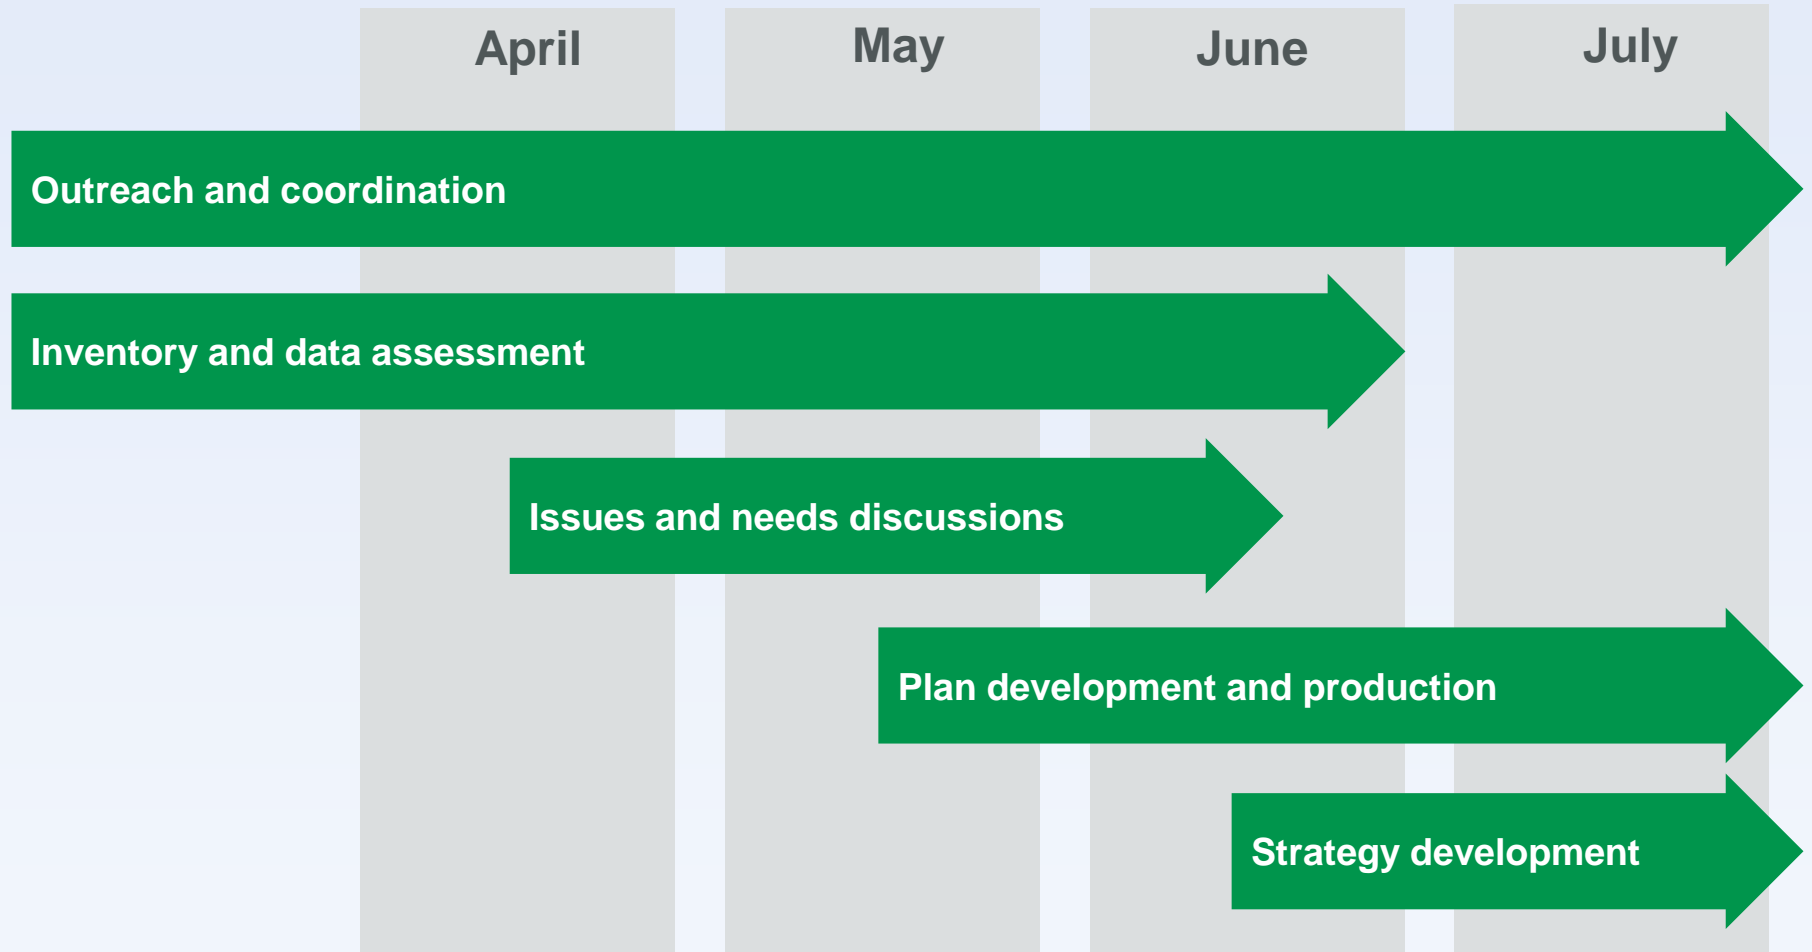 April
May
June
July
Outreach and coordination
Inventory and data assessment
Issues and needs discussions
Plan development and production
Strategy development